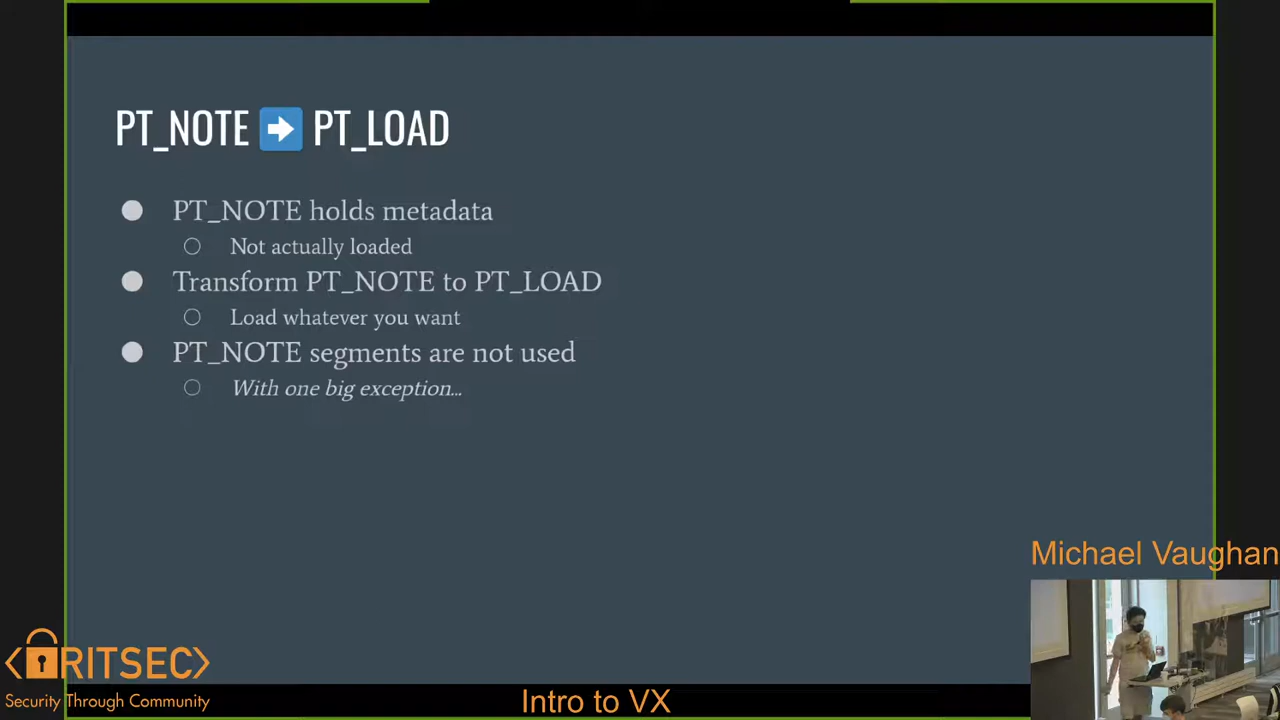 PT_NOTE ➡ PT_LOAD
PT_NOTE holds metadata
Not actually loaded
Transform PT_NOTE to PT_LOAD
Load whatever you want
PT_NOTE segments are not used
With one big exception...
Michael Vaughan
<RITSEC>
Security Through Community
Intro to VX